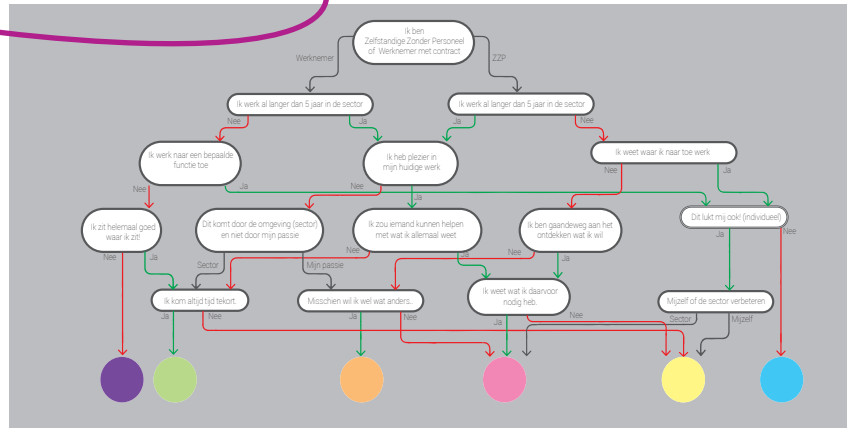 Ik ben
Zelfstandige Zonder Personeel
of Werknemer met contract
Werknemer
ZZP
Ik werk al langer dan 5 jaar in de sector
Ik werk al langer dan 5 jaar in de sector
Nee
Ja
Ja
Nee
Ik werk naar een bepaalde
functie toe
Ik heb plezier in
mijn huidige werk
Ik weet waar ik naar toe werk
Nee
Ja
Nee
Ja
Nee
Ja
Ik zit helemaal goed
waar ik zit!
Dit komt door de omgeving (sector)
en niet door mijn passie
Ik zou iemand kunnen helpen
met wat ik allemaal weet
Ik ben gaandeweg aan het
ontdekken wat ik wil
Dit lukt mij ook! (individueel)
Nee
Ja
Sector
Mijn passie
Nee
Ja
Nee
Ja
Ja
Nee
Ik kom altijd tijd tekort.
Misschien wil ik wel wat anders..
Ik weet wat ik daarvoor
nodig heb.
Mijzelf of de sector verbeteren
Ja
Nee
Ja
Nee
Ja
Nee
Sector
Mijzelf